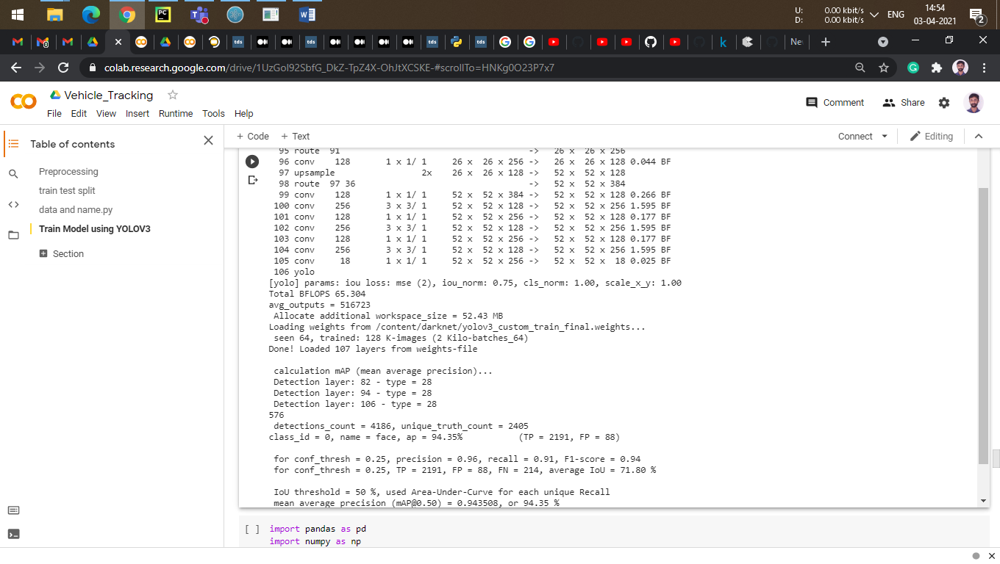 U: 0.00 kbit/s
D: 0.00 kbit/s
ENG
14:54
03-04-2021
2
PC
W
tds
tds
tds
tds
tds
k
Ne
colab.research.google.com/drive/1UzGol92SbfG_DkZ-TpZ4X-OhJtXCSKE-#scrollTo=HNKg0O23P7x7
Vehicle_Tracking
Comment
Share
File Edit View Insert Runtime Tools Help
Table of contents
+ Code + Text
Connect
Editing
Preprocessing
train test split
data and name.py
Train Model using YOLOV3
Section
95 route 91 -> 26 x 26 x 256
96 conv 128 1 x 1/ 1 26 x 26 x 256 -> 26 x 26 x 128 0.044 BF
97 upsample 2x 26 x 26 x 128 -> 52 x 52 x 128
98 route 97 36 -> 52 x 52 x 384
99 conv 128 1 x 1/ 1 52 x 52 x 384 -> 52 x 52 x 128 0.266 BF
100 conv 256 3 x 3/ 1 52 x 52 x 128 -> 52 x 52 x 256 1.595 BF
101 conv 128 1 x 1/ 1 52 x 52 x 256 -> 52 x 52 x 128 0.177 BF
102 conv 256 3 x 3/ 1 52 x 52 x 128 -> 52 x 52 x 256 1.595 BF
103 conv 128 1 x 1/ 1 52 x 52 x 256 -> 52 x 52 x 128 0.177 BF
104 conv 256 3 x 3/ 1 52 x 52 x 128 -> 52 x 52 x 256 1.595 BF
105 conv 18 1 x 1/ 1 52 x 52 x 256 -> 52 x 52 x 18 0.025 BF
106 yolo
[yolo] params: iou loss: mse (2), iou_norm: 0.75, cls_norm: 1.00, scale_x_y: 1.00
Total BFLOPS 65.304
avg_outputs = 516723
Allocate additional workspace_size = 52.43 MB
Loading weights from /content/darknet/yolov3_custom_train_final.weights...
seen 64, trained: 128 K-images (2 Kilo-batches_64)
Done! Loaded 107 layers from weights-file
calculation mAP (mean average precision)...
Detection layer: 82 - type = 28
Detection layer: 94 - type = 28
Detection layer: 106 - type = 28
576
detections_count = 4186, unique_truth_count = 2405
class_id = 0, name = face, ap = 94.35% (TP = 2191, FP = 88)
for conf_thresh = 0.25, precision = 0.96, recall = 0.91, F1-score = 0.94
for conf_thresh = 0.25, TP = 2191, FP = 88, FN = 214, average IoU = 71.80 %
IoU threshold = 50 %, used Area-Under-Curve for each unique Recall
mean average precision (mAP@0.50) = 0.943508, or 94.35 %
[ ] import pandas as pd
import numpy as np